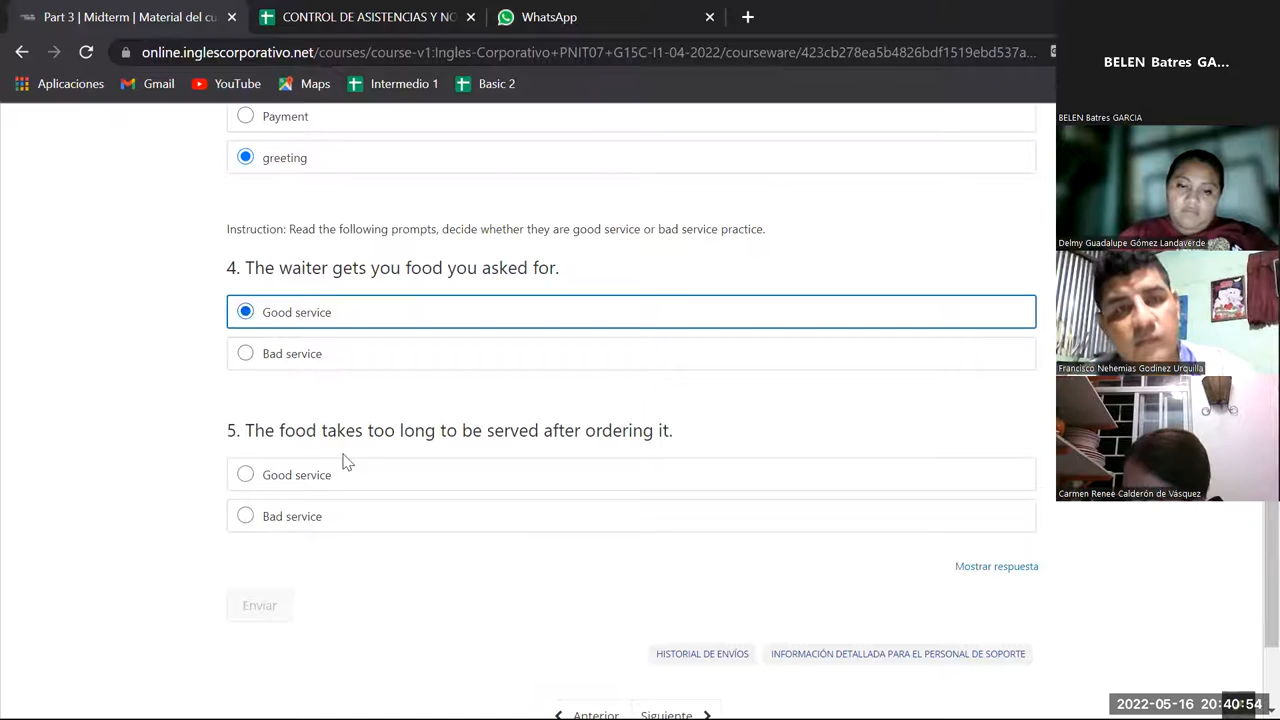 Part 3 | Midterm | Material del cu
CONTROL DE ASISTENCIAS Y NO
WhatsApp
online.inglescorporativo.net/courses/course-v1:Ingles-Corporativo+PNIT07+G15C-I1-04-2022/courseware/423cb278ea5b4826bdf1519ebd537a...
Aplicaciones
Gmail
YouTube
Maps
Intermedio 1
Basic 2
BELEN Batres GA...
BELEN Batres GARCIA
Delmy Guadalupe Gómez Landaverde
Francisco Nehemias Godinez Urquilla
Carmen Renee Calderón de Vásquez
Payment
greeting
Instruction: Read the following prompts, decide whether they are good service or bad service practice.
4. The waiter gets you food you asked for.
Good service
Bad service
5. The food takes too long to be served after ordering it.
Good service
Bad service
Mostrar respuesta
Enviar
HISTORIAL DE ENVÍOS
INFORMACIÓN DETALLADA PARA EL PERSONAL DE SOPORTE
Anterior
Siguiente
2022-05-16 20:40:54